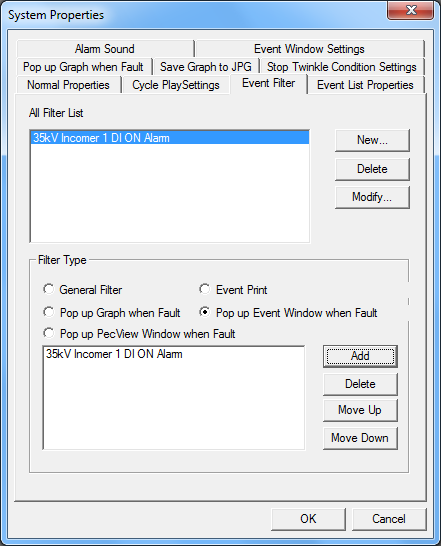 System Properties
Alarm Sound
Event Window Settings
Pop up Graph when Fault
Save Graph to JPG
Stop Twinkle Condition Settings
Normal Properties
Cycle PlaySettings
Event Filter
Event List Properties
All Filter List
35kV Incomer 1 DI ON Alarm
New...
Delete
Modify...
Filter Type
General Filter
Event Print
Pop up Graph when Fault
Pop up Event Window when Fault
Pop up PecView Window when Fault
35kV Incomer 1 DI ON Alarm
Add
Delete
Move Up
Move Down
OK
Cancel